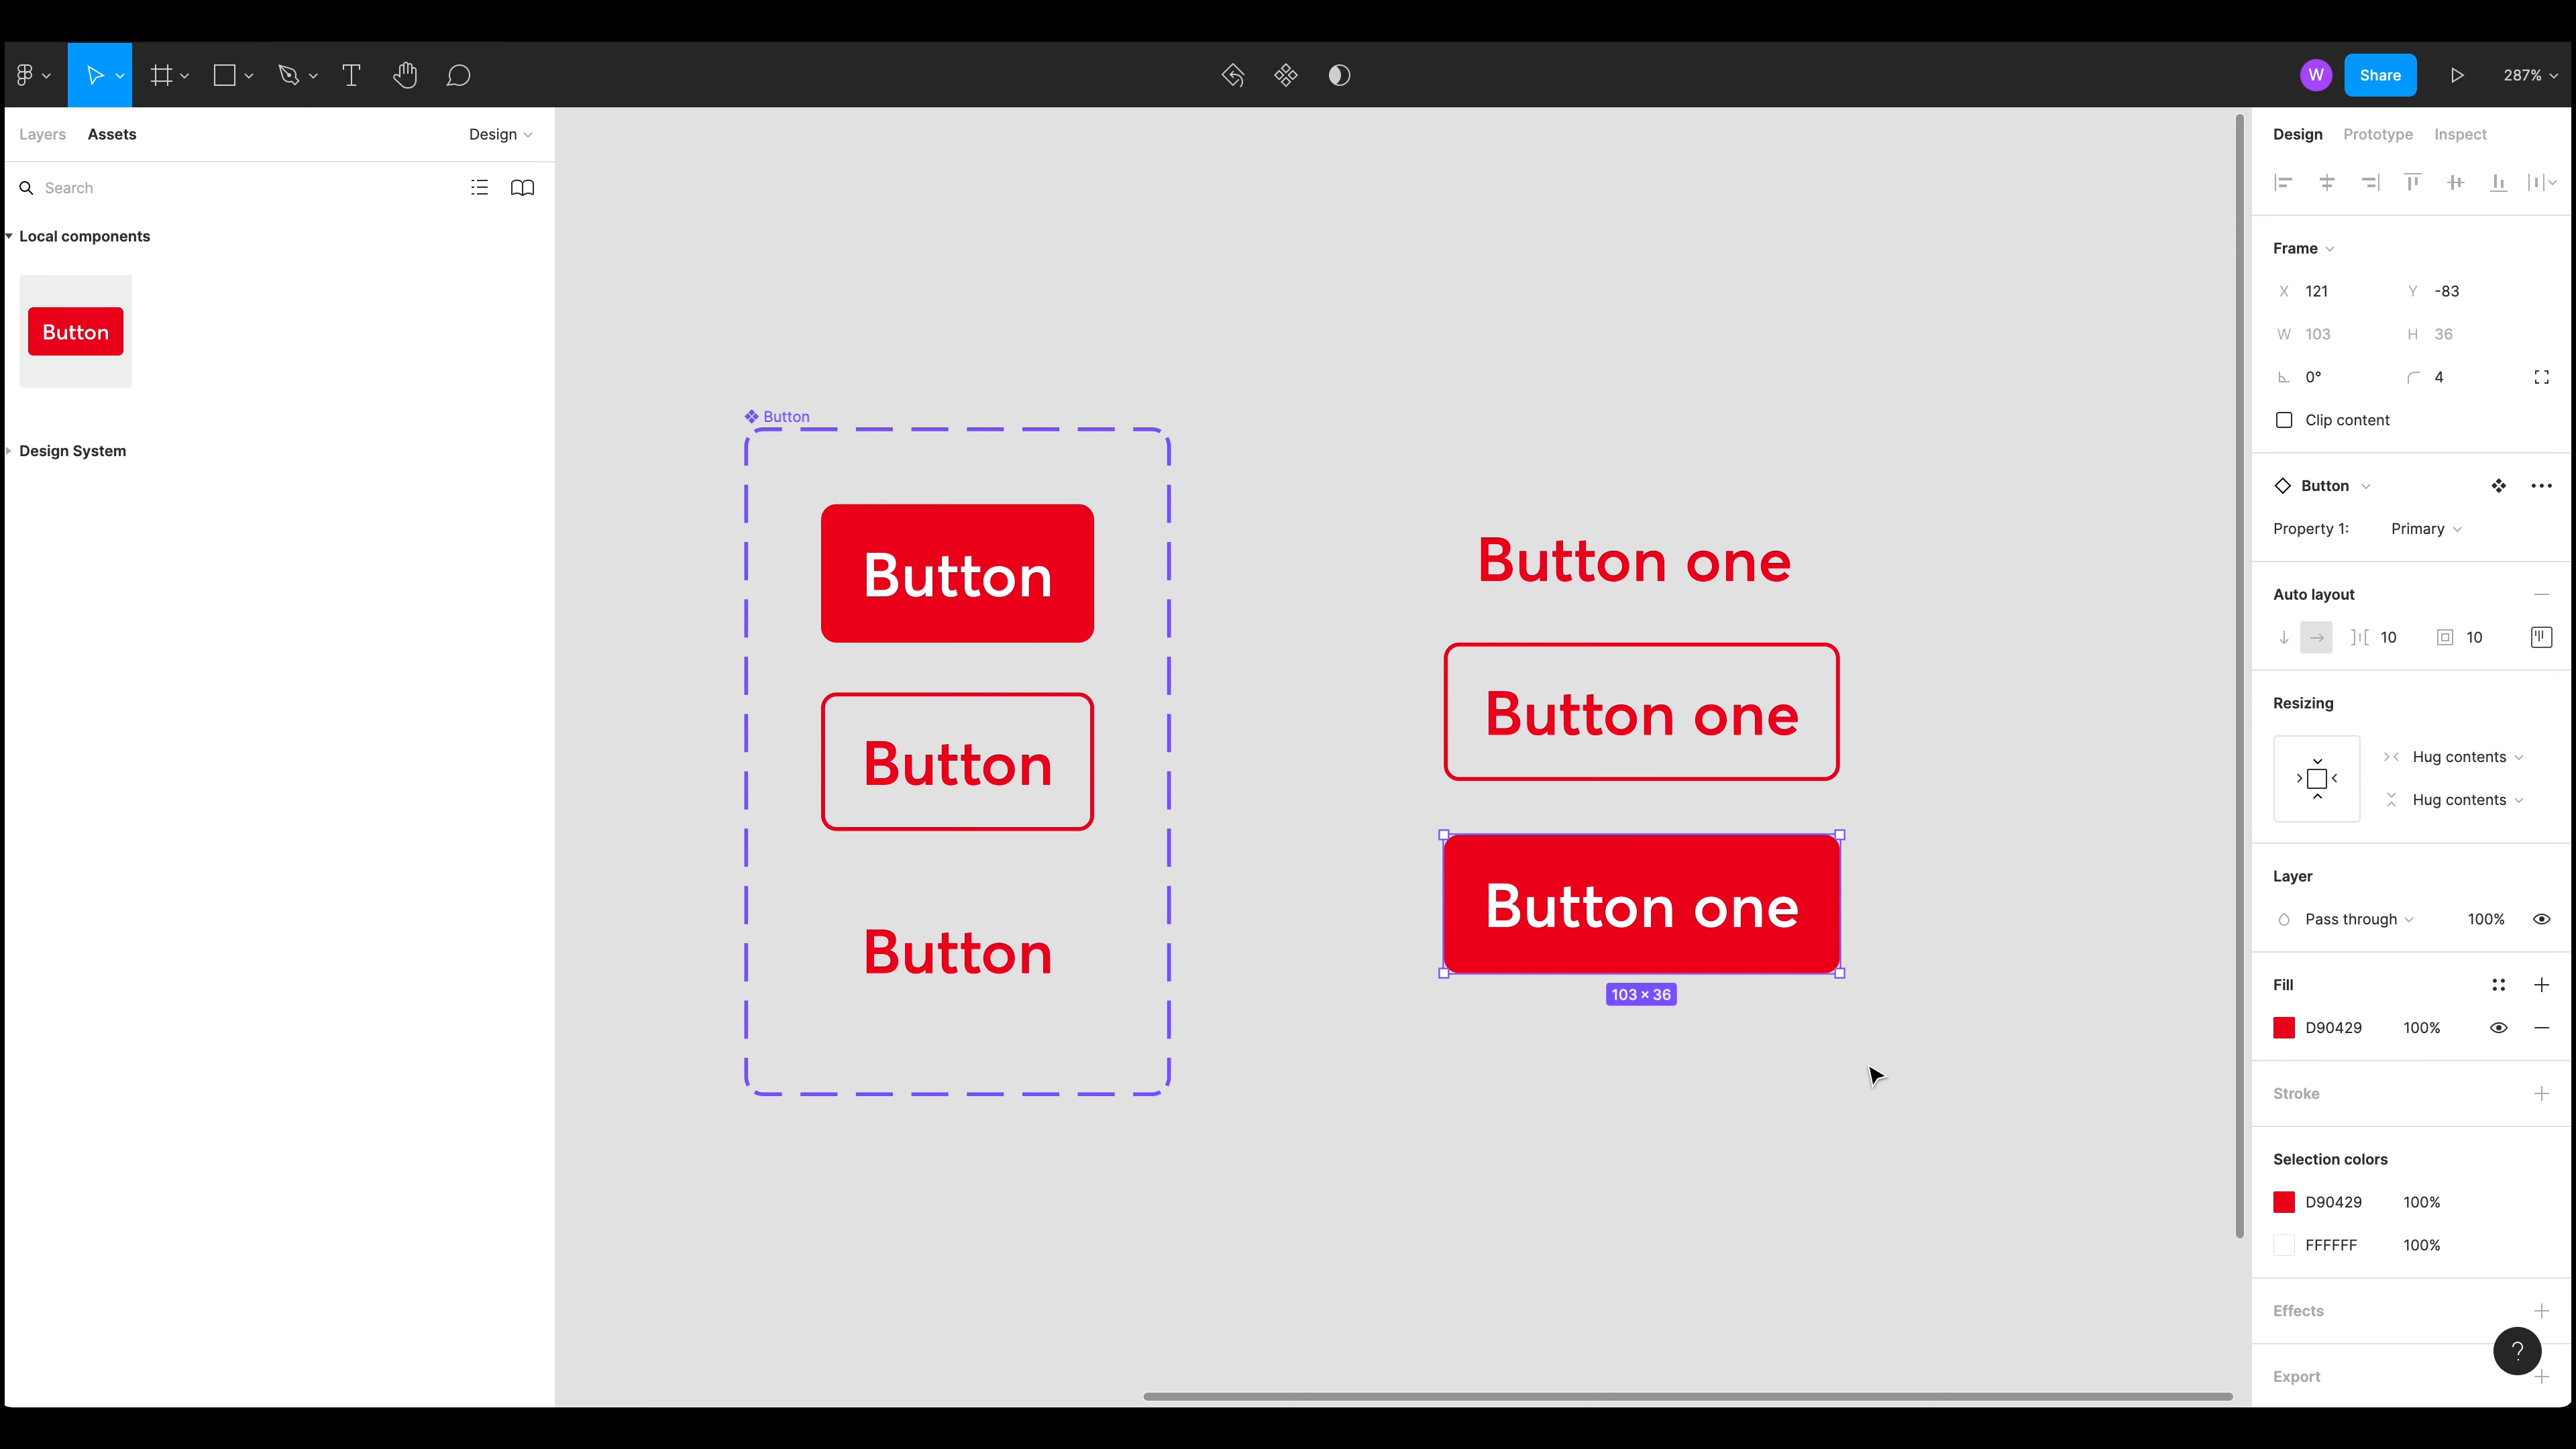 W
Share
287%
Layers Assets
Design
Search
Local components
Button
Design System
Button
Button
Button
Button
Button one
Button one
Button one
103 × 36
Design Prototype Inspect
Frame
X 121 Y -83
W 103 H 36
0° 4
Clip content
Button
Property 1: Primary
Auto layout
10 10
Resizing
Hug contents
Hug contents
Layer
Pass through 100%
Fill
D90429 100%
Stroke
Selection colors
D90429 100%
FFFFFF 100%
Effects
?
Export